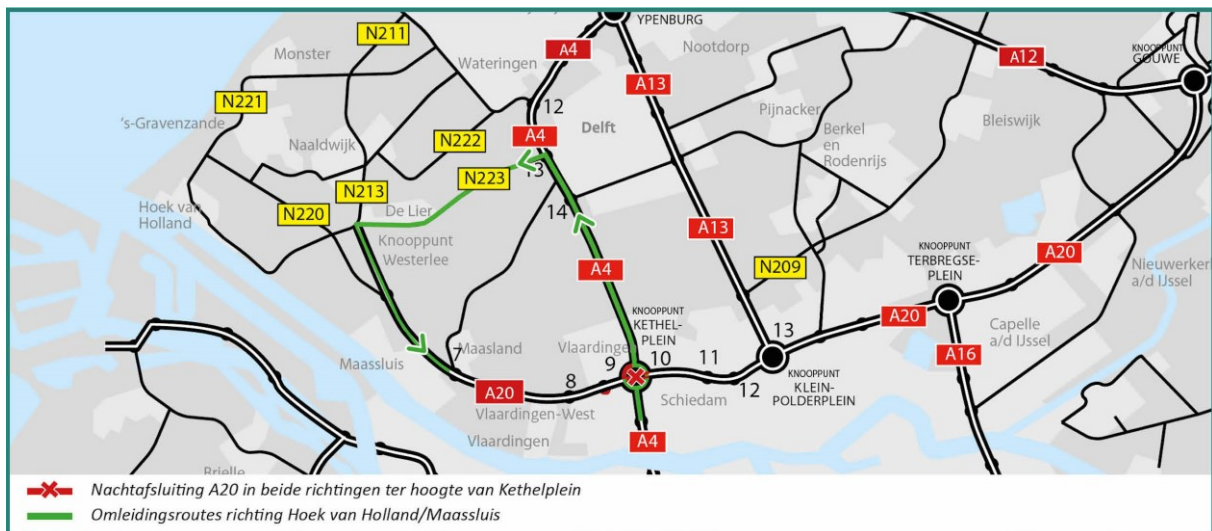 YPENBURG
N211
A4
Nootdorp
Monster
Wateringen
KNOOPPUNT
GOUWE
A12
A13
N221
12
Pijnacker
's-Gravenzande
Delft
Bleiswijk
N222
A4
Berkel
en
Rodenrijs
Naaldwijk
13
N223
N213
De Lier
14
Hoek van
Holland
N220
Knooppunt
Westerlee
A13
KNOOPPUNT
TERBREGSE-
PLEIN
A20
A4
N209
Nieuwerker
a/d IJssel
KNOOPPUNT
KETHEL-
PLEIN
13
A20
Capelle
a/d IJssel
Maassluis
7
Maasland
Vlaardingen
9
10
11
A16
12
KNOOPPUNT
KLEIN-
POLDERPLEIN
A20
8
Schiedam
Vlaardingen-West
Vlaardingen
A4
Brielle
Nachtafsluiting A20 in beide richtingen ter hoogte van Kethelplein
Omleidingsroutes richting Hoek van Holland/Maassluis